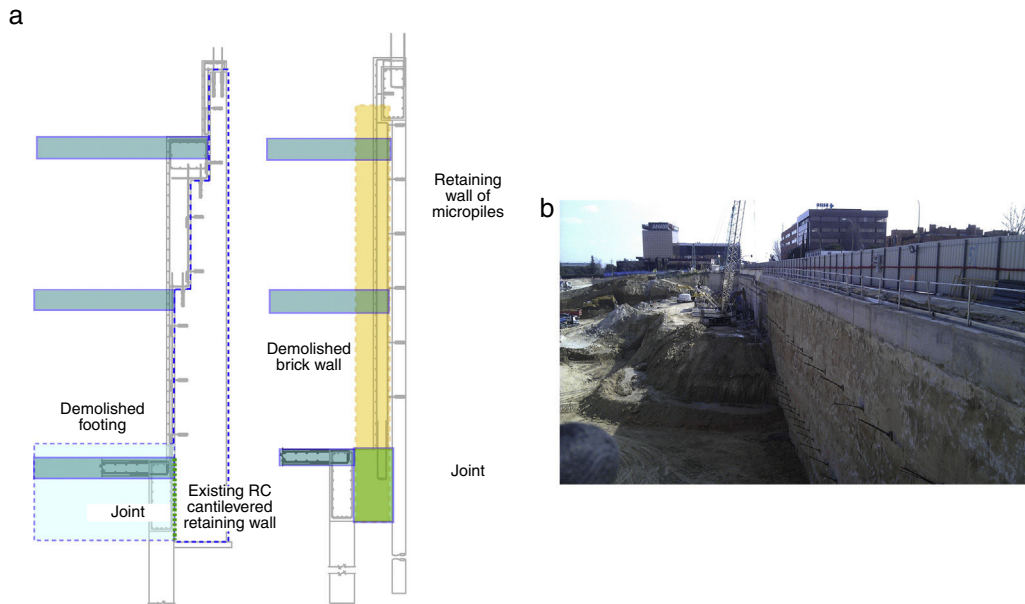 a
Retaining
wall of
micropiles
b
Demolished
brick wall
Demolished
footing
Existing RC
cantilevered
retaining wall
Joint
Joint